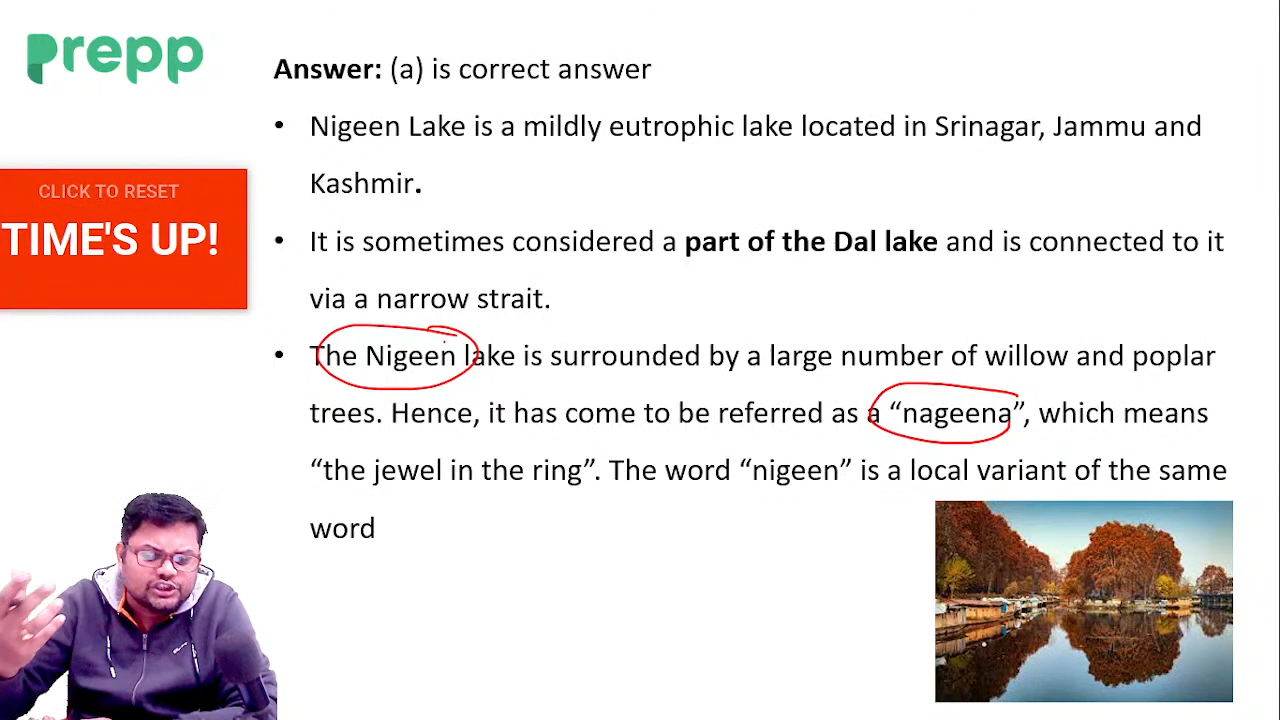 prepp
Answer: (a) is correct answer
• Nigeen Lake is a mildly eutrophic lake located in Srinagar, Jammu and
Kashmir.
CLICK TO RESET
TIME'S UP!
• It is sometimes considered a part of the Dal lake and is connected to it
via a narrow strait.
• The Nigeen lake is surrounded by a large number of willow and poplar
trees. Hence, it has come to be referred as a “nageena”, which means
“the jewel in the ring”. The word “nigeen” is a local variant of the same
word